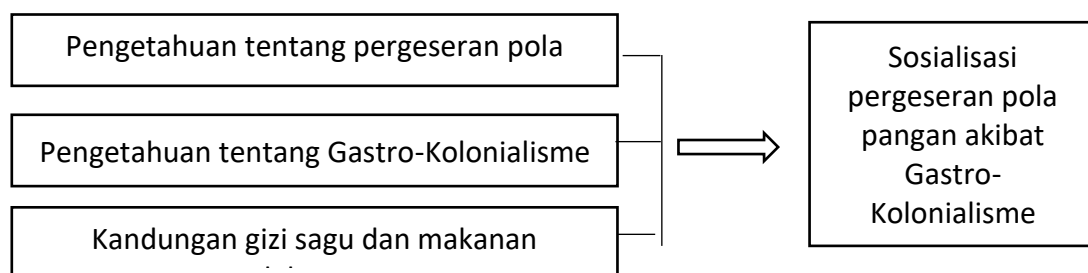 Pengetahuan tentang pergeseran pola
Pengetahuan tentang Gastro-Kolonialisme
Kandungan gizi sagu dan makanan
Sosialisasi
pergeseran pola
pangan akibat
Gastro-
Kolonialisme